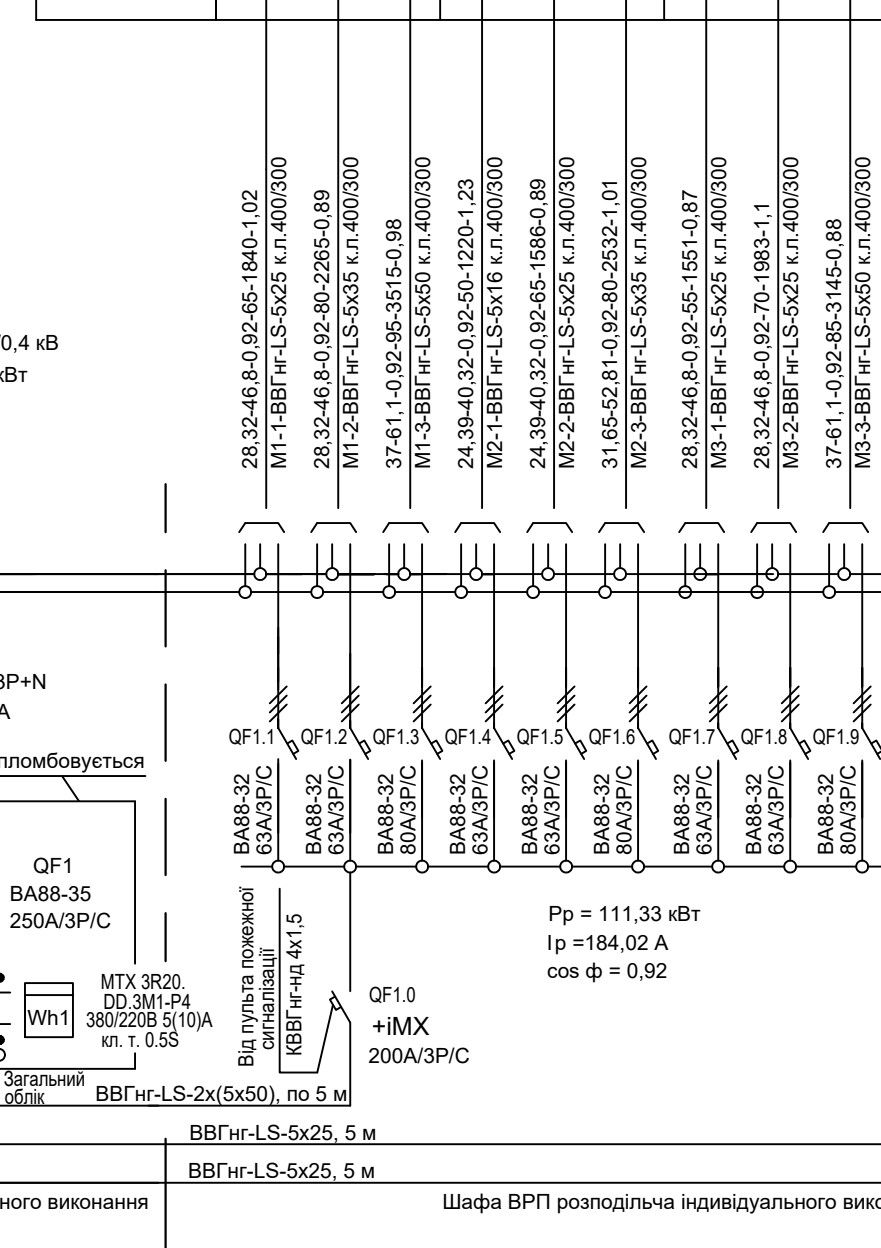 28,32-46,8-0,92-65-1840-1,02
М1-1-ВВГнг-LS-5х25 к.л.400/300
28,32-46,8-0,92-80-2265-0,89
М1-2-ВВГнг-LS-5х35 к.л.400/300
37-61,1-0,92-95-3515-0,98
М1-3-ВВГнг-LS-5х50 к.л.400/300
24,39-40,32-0,92-50-1220-1,23
М2-1-ВВГнг-LS-5х16 к.л.400/300
24,39-40,32-0,92-65-1586-0,89
М2-2-ВВГнг-LS-5х25 к.л.400/300
31,65-52,81-0,92-80-2532-1,01
М2-3-ВВГнг-LS-5х35 к.л.400/300
28,32-46,8-0,92-55-1551-0,87
М3-1-ВВГнг-LS-5х25 к.л.400/300
28,32-46,8-0,92-70-1983-1,1
М3-2-ВВГнг-LS-5х25 к.л.400/300
37-61,1-0,92-85-3145-0,88
М3-3-ВВГнг-LS-5х50 к.л.400/300
/0,4 кВ
кВт
3P+N
А
пломбовується
QF1.1
QF1.2
QF1.3
QF1.4
QF1.5
QF1.6
QF1.7
QF1.8
QF1.9
ВА88-32
63А/3Р/С
ВА88-32
63А/3Р/С
ВА88-32
80А/3Р/С
ВА88-32
63А/3Р/С
ВА88-32
63А/3Р/С
ВА88-32
80А/3Р/С
ВА88-32
63А/3Р/С
ВА88-32
63А/3Р/С
ВА88-32
80А/3Р/С
QF1
ВА88-35
250А/3Р/С
Wh1
MTX 3R20.
DD.3M1-P4
380/220В 5(10)А
кл. т. 0.5S
Загальний
облік
Від пульта пожежної
сигналізації
КВВГнг-нд 4х1,5
QF1.0
+iMX
200А/3Р/С
Рр = 111,33 кВт
Ір =184,02 А
cos ф = 0,92
ВВГнг-LS-2х(5х50), по 5 м
ВВГнг-LS-5х25, 5 м
ВВГнг-LS-5х25, 5 м
ного виконання
Шафа ВРП розподільча індивідуального вико